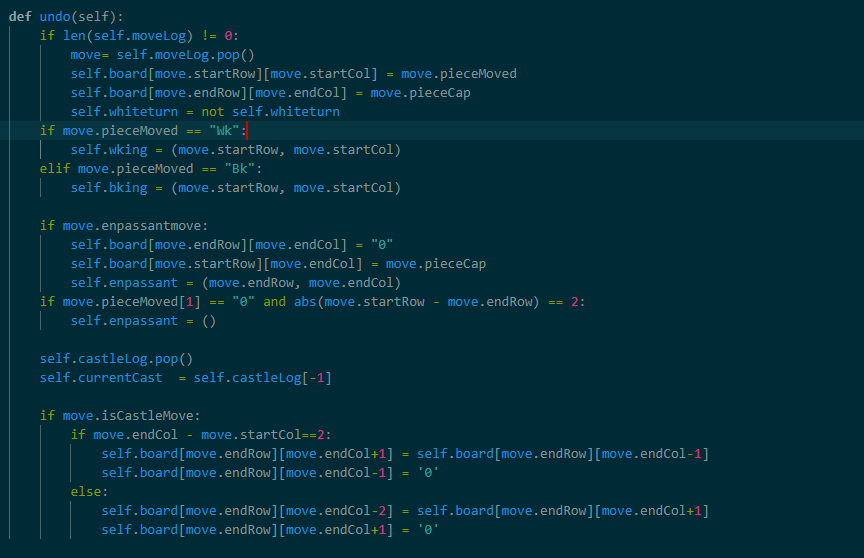 def undo(self):
    if len(self.moveLog) != 0:
        move= self.moveLog.pop()
        self.board[move.startRow][move.startCol] = move.pieceMoved
        self.board[move.endRow][move.endCol] = move.pieceCap
        self.whiteturn = not self.whiteturn
    if move.pieceMoved == "Wk":
        self.wking = (move.startRow, move.startCol)
    elif move.pieceMoved == "Bk":
        self.bking = (move.startRow, move.startCol)

    if move.enpassantmove:
        self.board[move.endRow][move.endCol] = "0"
        self.board[move.startRow][move.endCol] = move.pieceCap
        self.enpassant = (move.endRow, move.endCol)
    if move.pieceMoved[1] == "0" and abs(move.startRow - move.endRow) == 2:
        self.enpassant = ()

    self.castleLog.pop()
    self.currentCast  = self.castleLog[-1]

    if move.isCastleMove:
        if move.endCol - move.startCol==2:
            self.board[move.endRow][move.endCol+1] = self.board[move.endRow][move.endCol-1]
            self.board[move.endRow][move.endCol-1] = '0'
        else:
            self.board[move.endRow][move.endCol-2] = self.board[move.endRow][move.endCol+1]
            self.board[move.endRow][move.endCol+1] = '0'